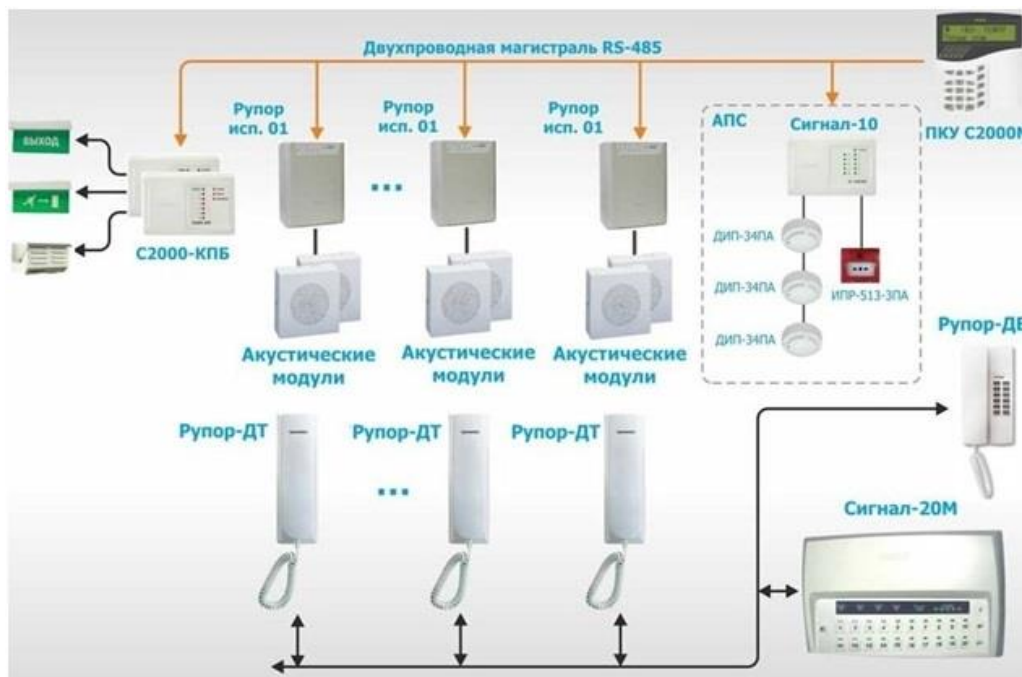 Двухпроводная магистраль RS-485
ПКУ С2000М
Рупор
исп. 01
Рупор
исп. 01
Рупор
исп. 01
АПС
Сигнал-10
ВЫХОД
С2000-КПБ
ДИП-34ПА
ДИП-34ПА
ДИП-34ПА
ИПР-513-3ПА
Акустические
модули
Акустические
модули
Акустические
модули
Рупор-ДВ
Рупор-ДТ
Рупор-ДТ
Рупор-ДТ
Сигнал-20М